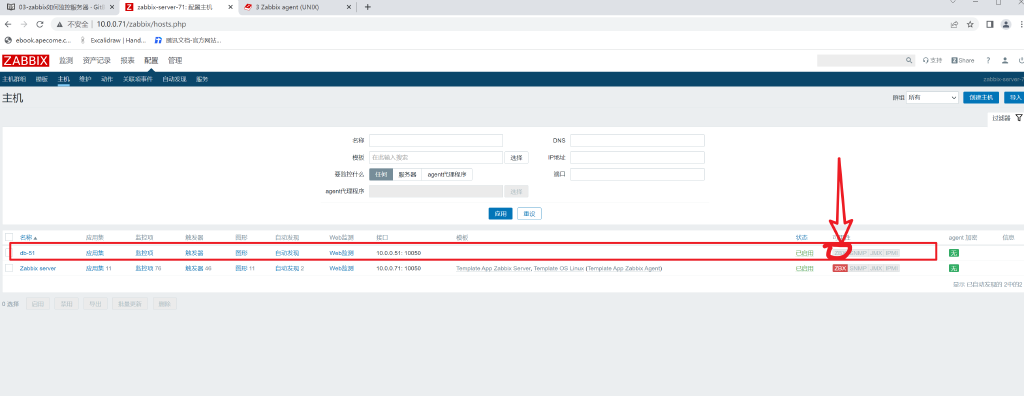 03-zabbix如何监控服务器 - GitB
zabbix-server-71: 配置主机
3 Zabbix agent (UNIX)
不安全 10.0.0.71/zabbix/hosts.php
ebook.apecome.c...
Excalidraw | Hand...
腾讯文档-官方网站...
ZABBIX 监测 资产记录 报表 配置 管理 支持 Share ?
主机群组 模板 主机 维护 动作 关联项事件 自动发现 服务 zabbix-server-7
主机 群组 所有 创建主机 导入
过滤器
名称 DNS
模板 在此输入搜索 选择 IP地址
要监控什么 任何 服务器 agent代理程序 端口
agent代理程序 选择
应用 重设
名称 应用集 监控项 触发器 图形 自动发现 Web监测 接口 模板 状态 agent 加密 信息
db-51 应用集 监控项 触发器 图形 自动发现 Web监测 10.0.0.51: 10050 已启用 SNMP JMX IPMI 无
Zabbix server 应用集 11 监控项 76 触发器 46 图形 11 自动发现 2 Web监测 10.0.0.71: 10050 Template App Zabbix Server, Template OS Linux (Template App Zabbix Agent) 已启用 ZBX SNMP JMX IPMI 无
显示 已自动发现的 2中的2
0 选择 启用 禁用 导出 批量更新 删除